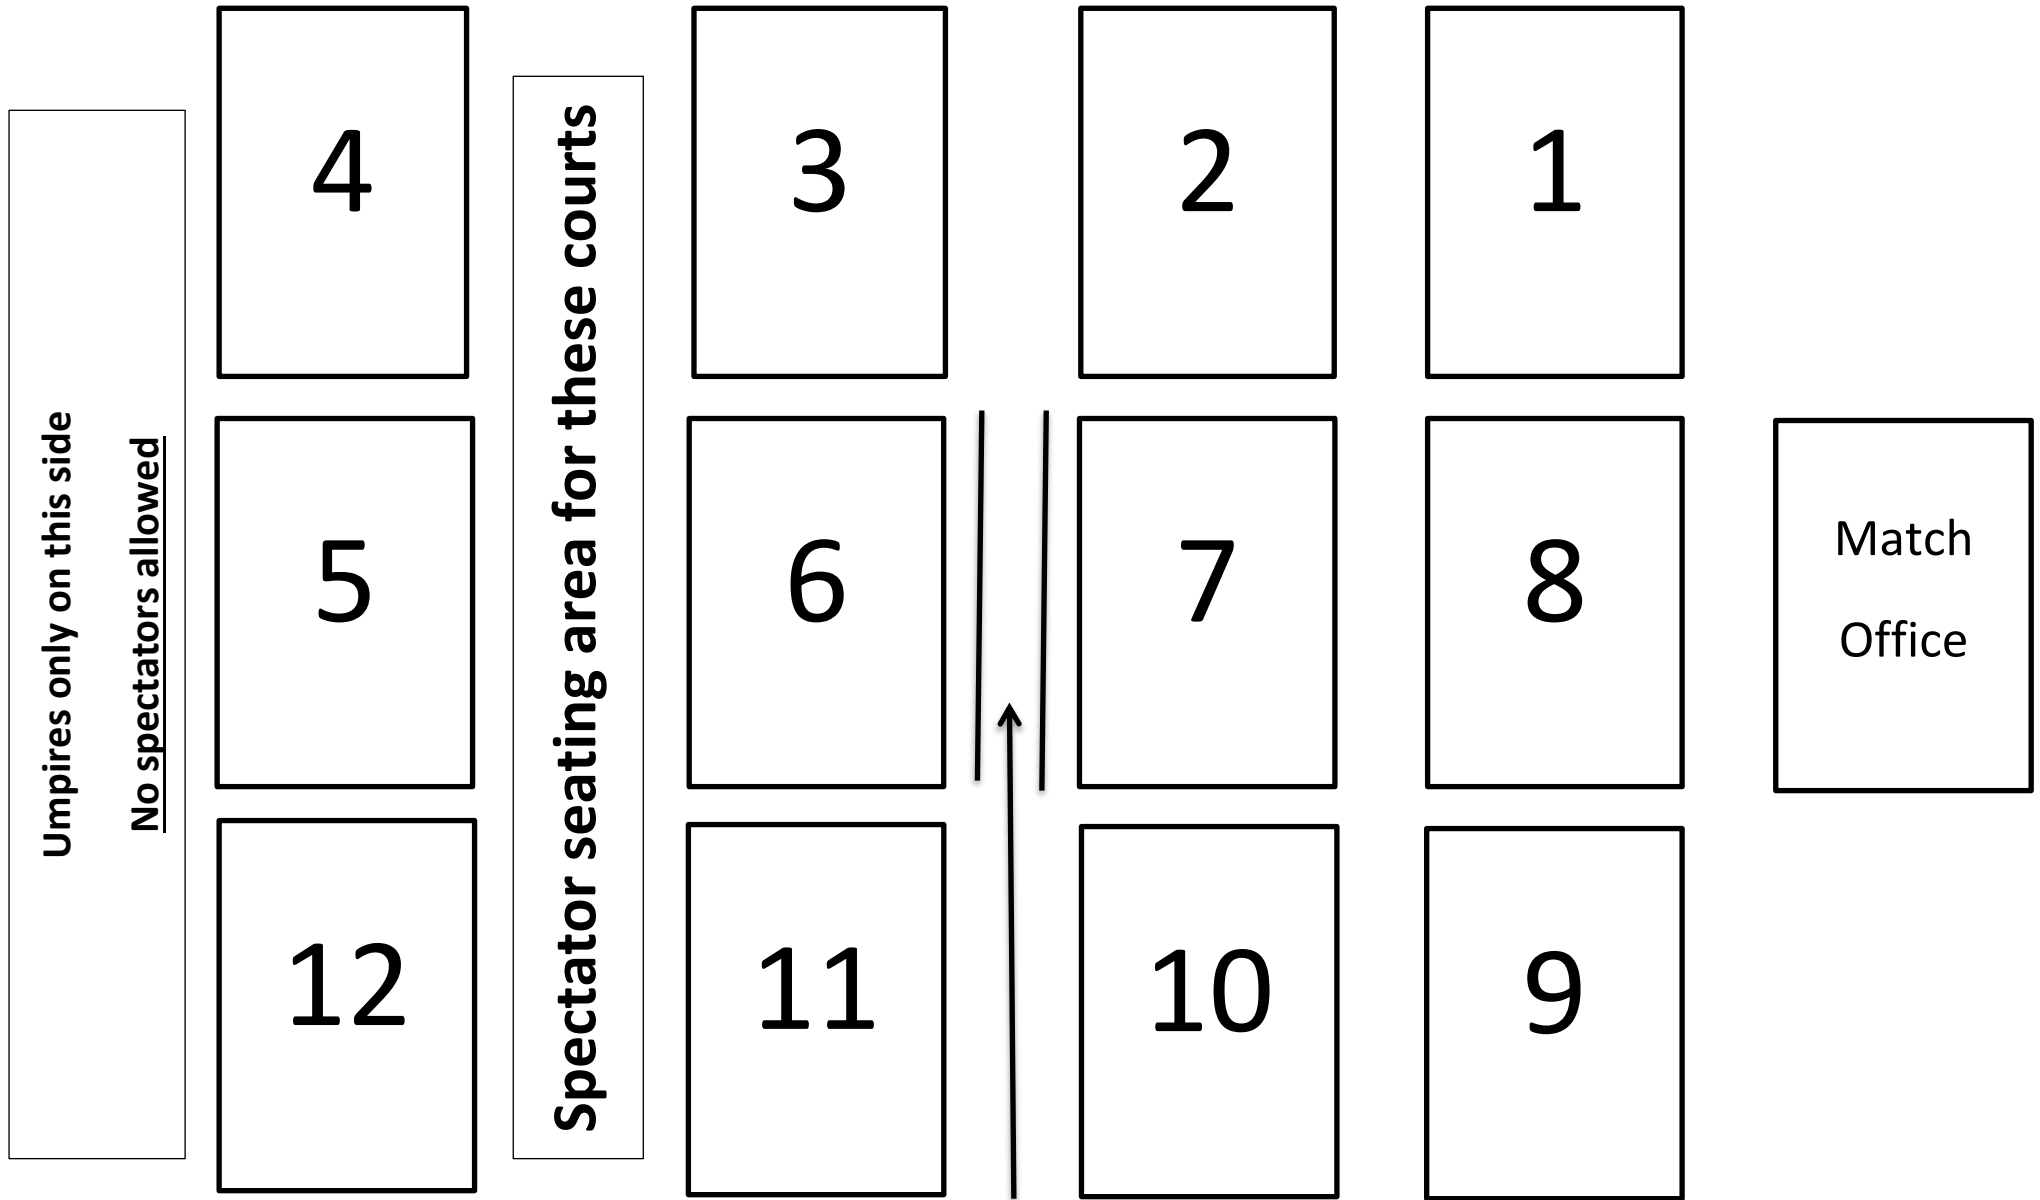 4
3
2
1
Umpires only on this side
No spectators allowed
Spectator seating area for these courts
5
6
7
8
Match
Office
12
11
10
9